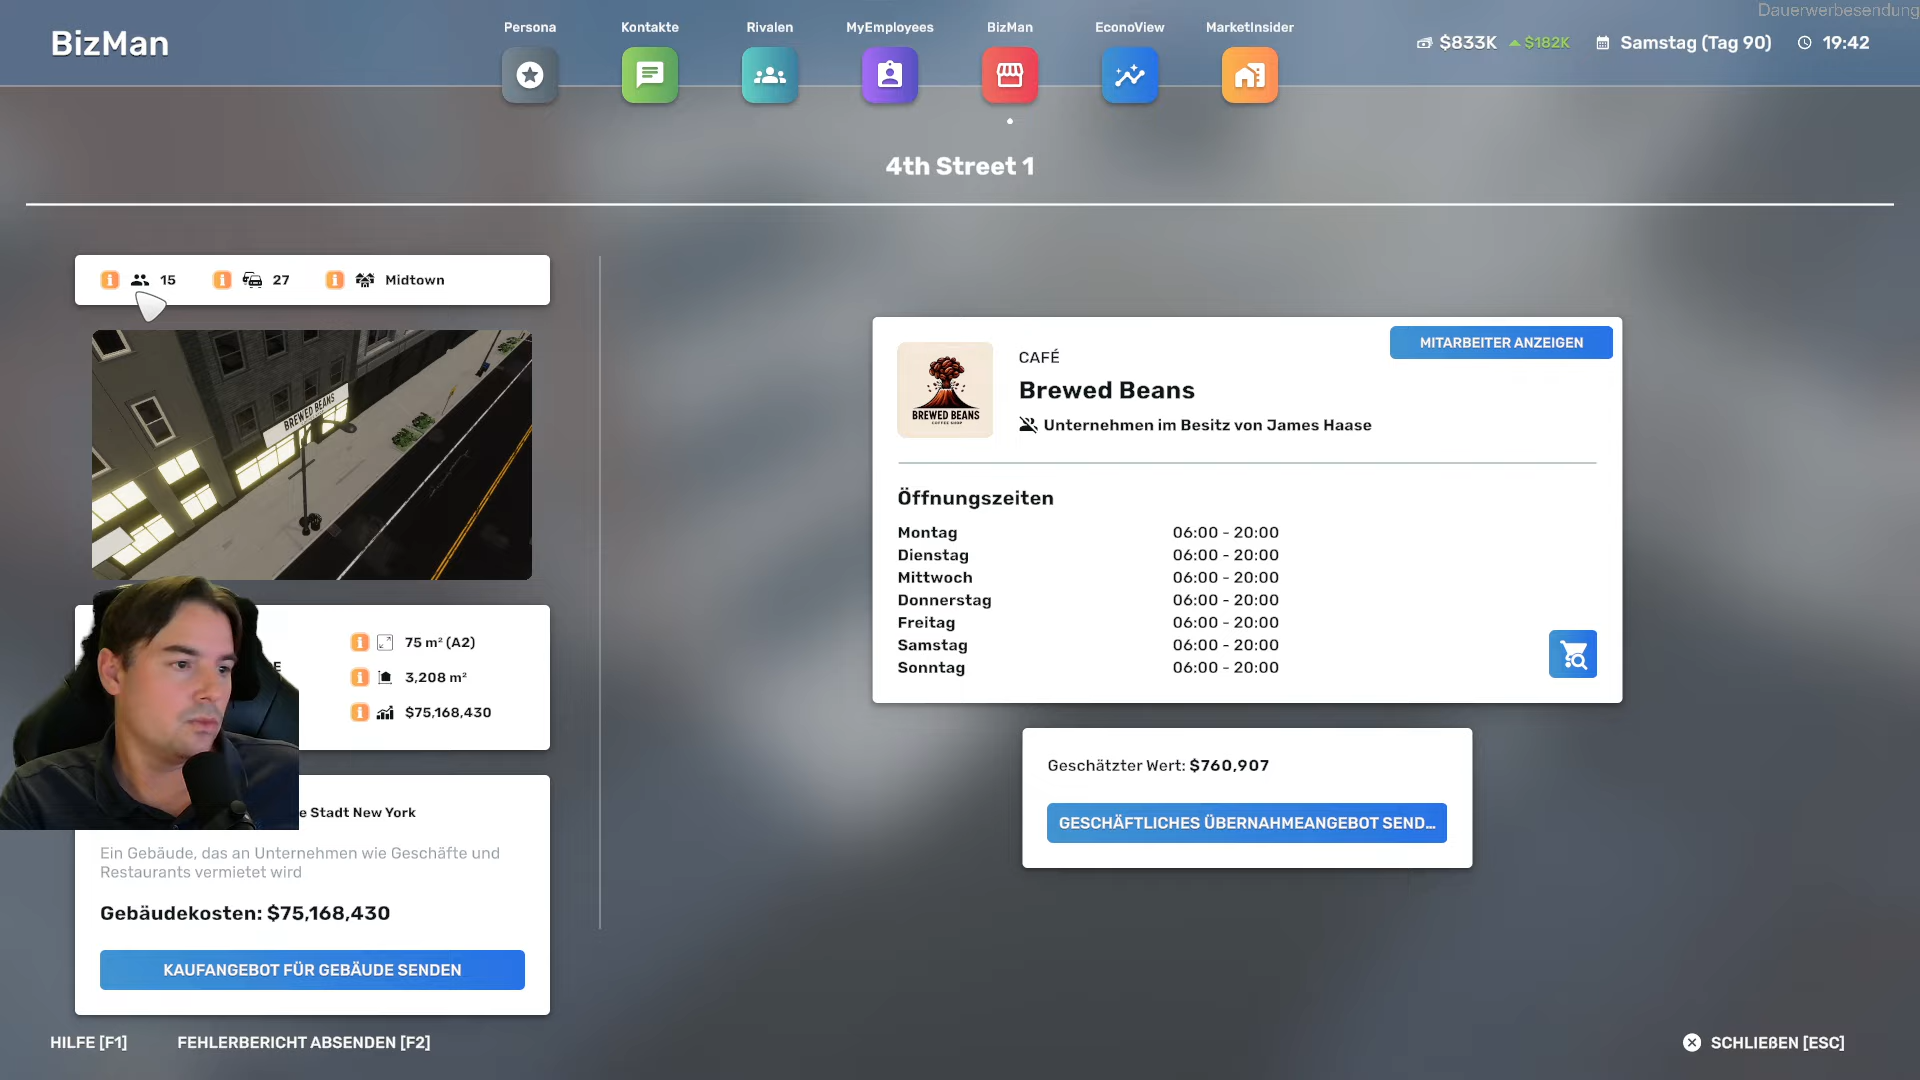 Dauerwerbesendung
BizMan
Persona
Kontakte
Rivalen
MyEmployees
BizMan
EconoView
MarketInsider
$833K
$182K
Samstag (Tag 90)
19:42
4th Street 1
15
27
Midtown
BREWED BEANS
E
75 m² (A2)
3,208 m²
$75,168,430
e Stadt New York
Ein Gebäude, das an Unternehmen wie Geschäfte und
Restaurants vermietet wird
Gebäudekosten: $75,168,430
KAUFANGEBOT FÜR GEBÄUDE SENDEN
MITARBEITER ANZEIGEN
BREWED BEANS
COFFEE SHOP
CAFÉ
Brewed Beans
Unternehmen im Besitz von James Haase
Öffnungszeiten
Montag 06:00 - 20:00
Dienstag 06:00 - 20:00
Mittwoch 06:00 - 20:00
Donnerstag 06:00 - 20:00
Freitag 06:00 - 20:00
Samstag 06:00 - 20:00
Sonntag 06:00 - 20:00
Geschätzter Wert: $760,907
GESCHÄFTLICHES ÜBERNAHMEANGEBOT SEND…
HILFE [F1]
FEHLERBERICHT ABSENDEN [F2]
SCHLIEẞEN [ESC]